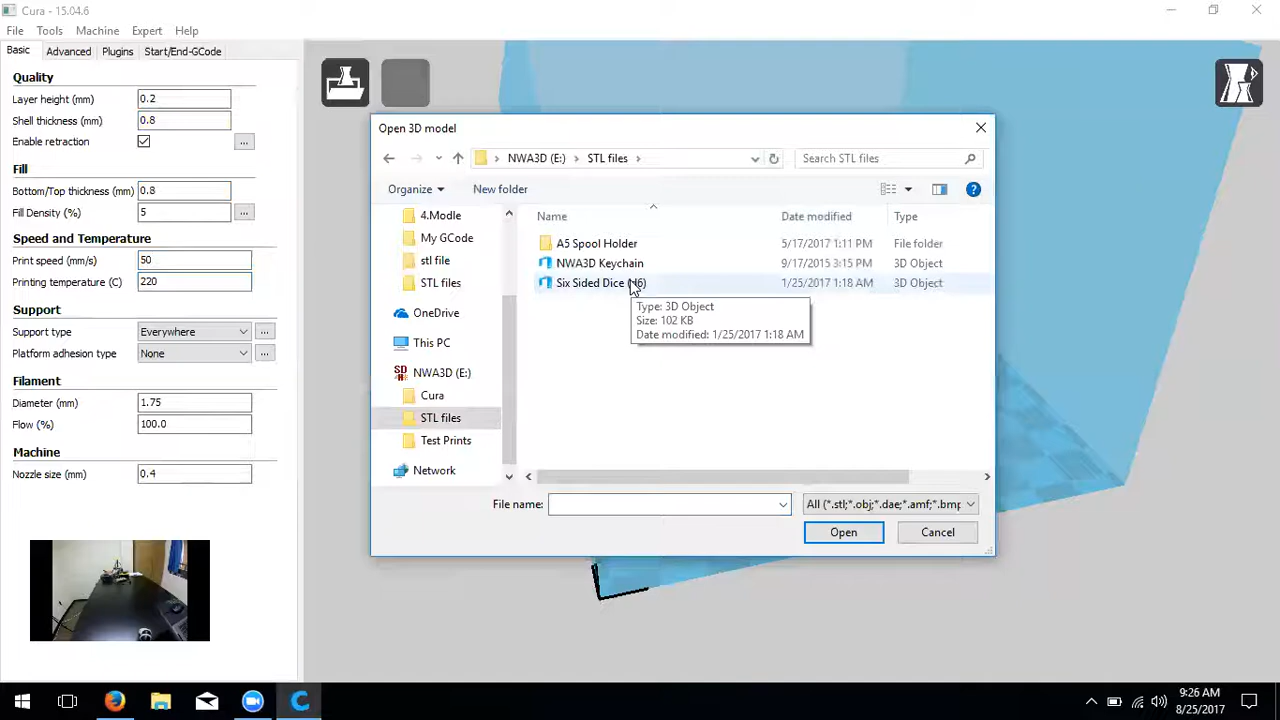 Cura - 15.04.6
File Tools Machine Expert Help
Basic Advanced Plugins Start/End-GCode
Quality
Layer height (mm) 0.2
Shell thickness (mm) 0.8
Enable retraction ...
Fill
Bottom/Top thickness (mm) 0.8
Fill Density (%) 5 ...
Speed and Temperature
Print speed (mm/s) 50
Printing temperature (C) 220
Support
Support type Everywhere ...
Platform adhesion type None ...
Filament
Diameter (mm) 1.75
Flow (%) 100.0
Machine
Nozzle size (mm) 0.4
Open 3D model
NWA3D (E:) STL files Search STL files
Organize New folder
4.Modle
My GCode
stl file
STL files
OneDrive
This PC
NWA3D (E:)
Cura
STL files
Test Prints
Network
Name Date modified Type
A5 Spool Holder 5/17/2017 1:11 PM File folder
NWA3D Keychain 9/17/2015 3:15 PM 3D Object
Six Sided Dice 1/25/2017 1:18 AM 3D Object
Type: 3D Object
Size: 102 KB
Date modified: 1/25/2017 1:18 AM
File name: All (*.stl;*.obj;*.dae;*.amf;*.bmp
Open Cancel
9:26 AM
8/25/2017